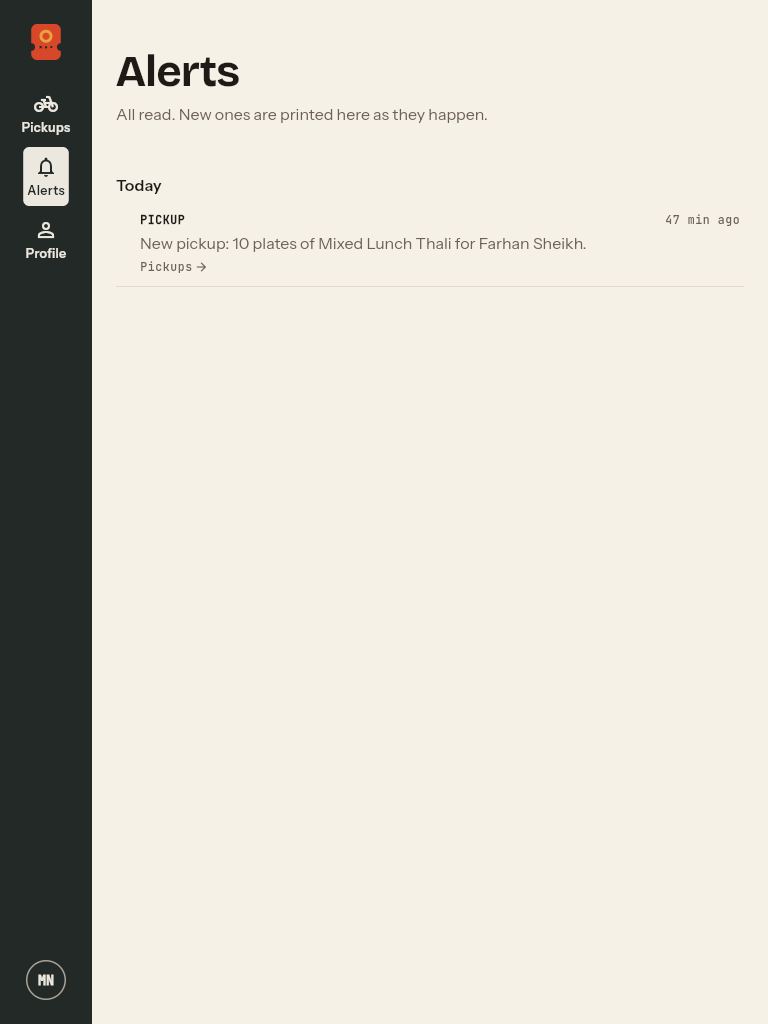 Pickups
Alerts
Profile
MN
Alerts
All read. New ones are printed here as they happen.
Today
PICKUP 47 min ago
New pickup: 10 plates of Mixed Lunch Thali for Farhan Sheikh.
Pickups →